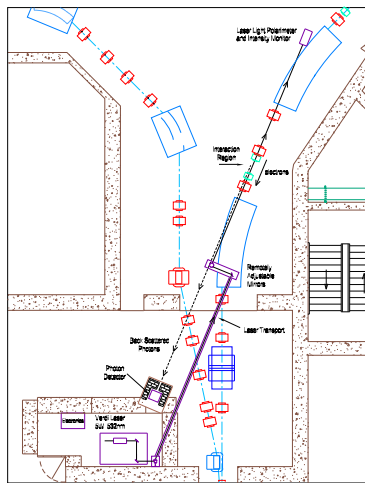 Laser Light Polarimeter
and Intensity Monitor
Interaction
Region
electrons
Remotely
Adjustable
Mirrors
Laser Transport
Back Scattered
Photons
Photon
Detector
Electronics
Verdi Laser
5W 532nm